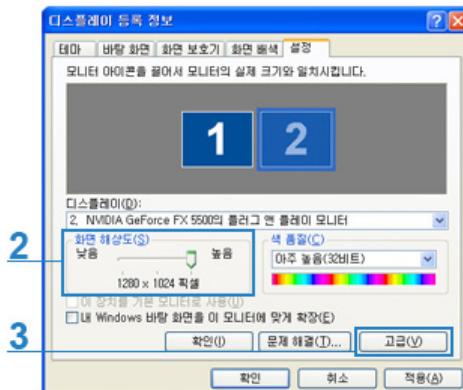 디스플레이 등록 정보
테마 바탕 화면 화면 보호기 화면 배색 설정
모니터 아이콘을 끌어서 모니터의 실제 크기와 일치시킵니다.
1 2
디스플레이(D):
2, NVIDIA GeForce FX 5500의 플러그 앤 플레이 모니터
2
화면 해상도(S)
낮음 높음
1280 x 1024 픽셀
색 품질(C)
아주 높음(32비트)
이 장치를 기본 모니터로 사용(U)
내 Windows 바탕 화면을 이 모니터에 맞게 확장(E)
3
확인(I) 문제 해결(T)... 고급(V)
확인 취소 적용(A)